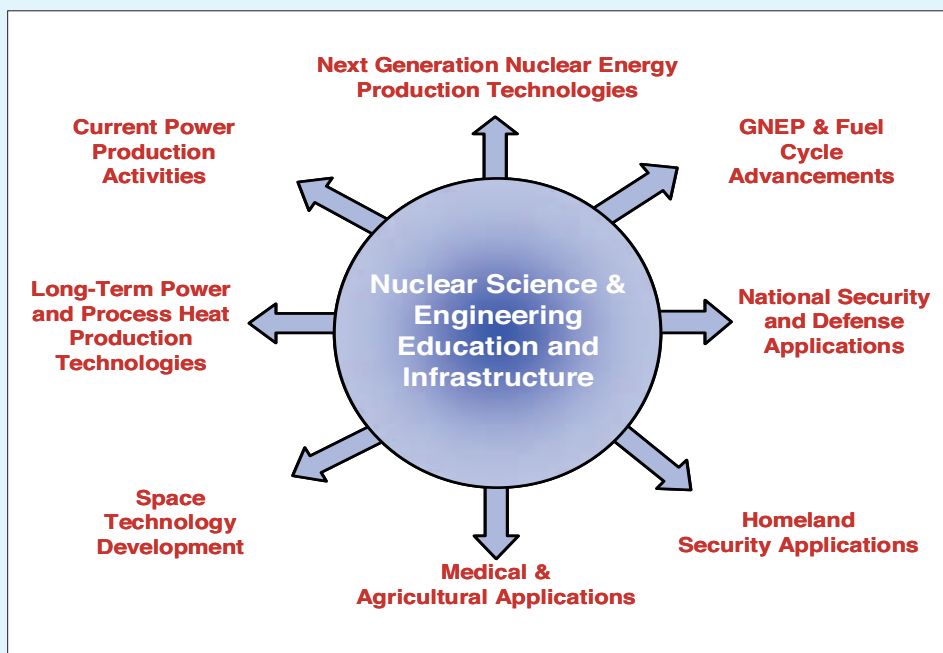 Next Generation Nuclear Energy
Production Technologies
Current Power
Production
Activities
GNEP & Fuel
Cycle
Advancements
Nuclear Science &
Engineering
Education and
Infrastructure
Long-Term Power
and Process Heat
Production
Technologies
National Security
and Defense
Applications
Space
Technology
Development
Homeland
Security Applications
Medical &
Agricultural Applications